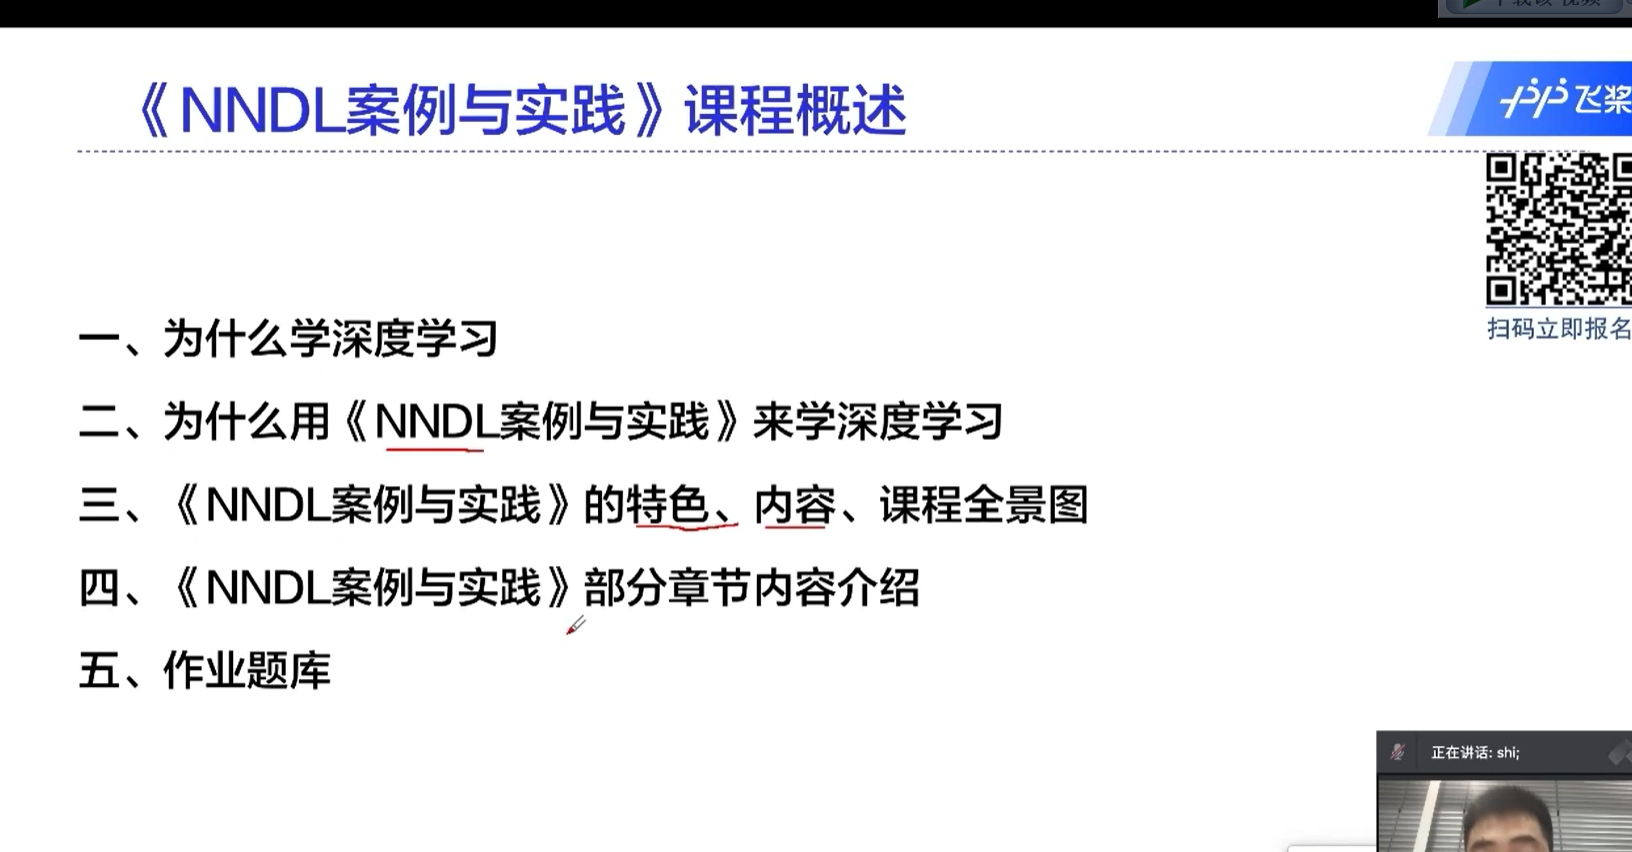 《NNDL案例与实践》课程概述
飞桨
扫码立即报名
一、为什么学深度学习
二、为什么用《NNDL案例与实践》来学深度学习
三、《NNDL案例与实践》的特色、内容、课程全景图
四、《NNDL案例与实践》部分章节内容介绍
五、作业题库
正在讲话: shi;